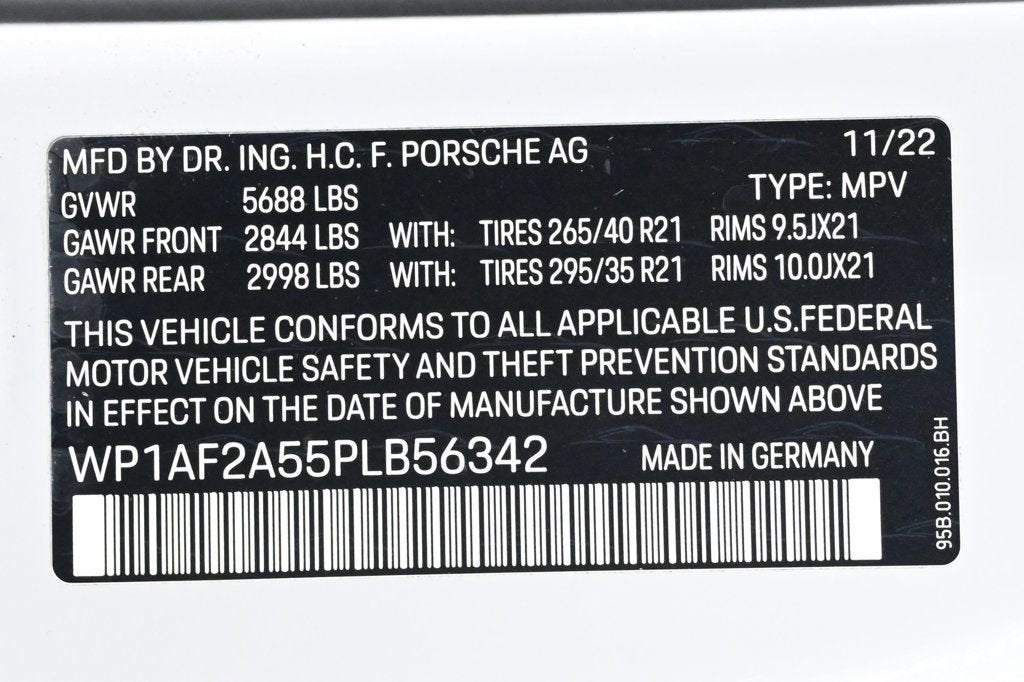 MFD BY DR. ING. H.C. F. PORSCHE AG 11/22
GVWR 5688 LBS TYPE: MPV
GAWR FRONT 2844 LBS WITH: TIRES 265/40 R21 RIMS 9.5JX21
GAWR REAR 2998 LBS WITH: TIRES 295/35 R21 RIMS 10.0JX21
THIS VEHICLE CONFORMS TO ALL APPLICABLE U.S.FEDERAL
MOTOR VEHICLE SAFETY AND THEFT PREVENTION STANDARDS
IN EFFECT ON THE DATE OF MANUFACTURE SHOWN ABOVE
WP1AF2A55PLB56342 MADE IN GERMANY
95B.010.016.BH